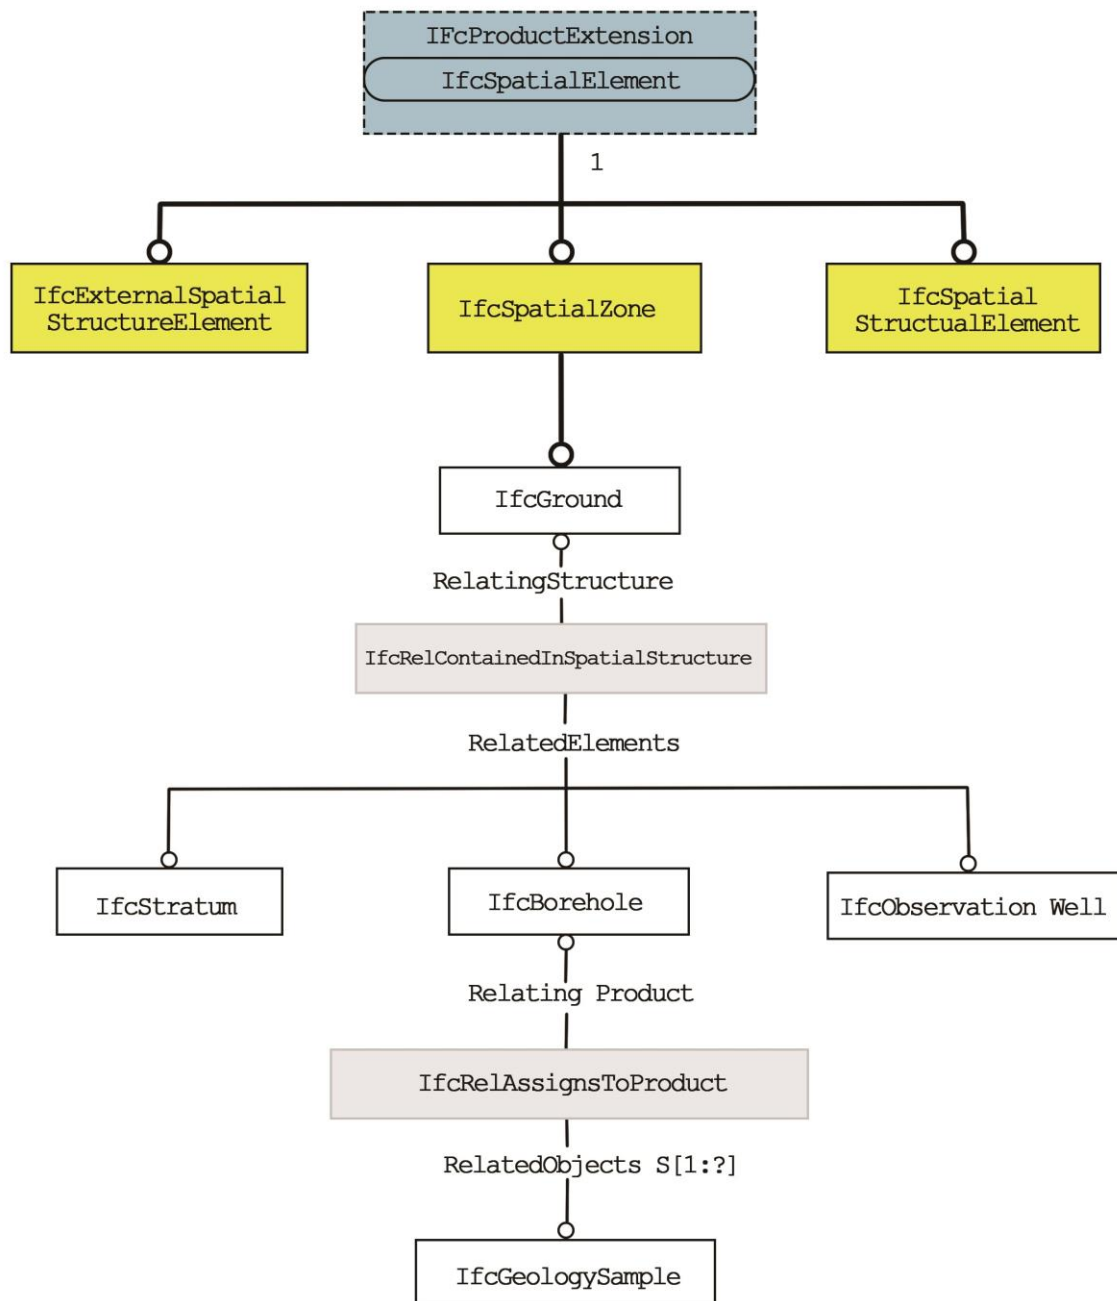 IFcProductExtension
IfcSpatialElement
1
IfcExternalSpatial
StructureElement
IfcSpatialZone
IfcSpatial
StructualElement
IfcGround
RelatingStructure
IfcRelContainedInSpatialStructure
RelatedElements
IfcStratum
IfcBorehole
IfcObservation Well
Relating Product
IfcRelAssignsToProduct
RelatedObjects S[1:?]
IfcGeologySample